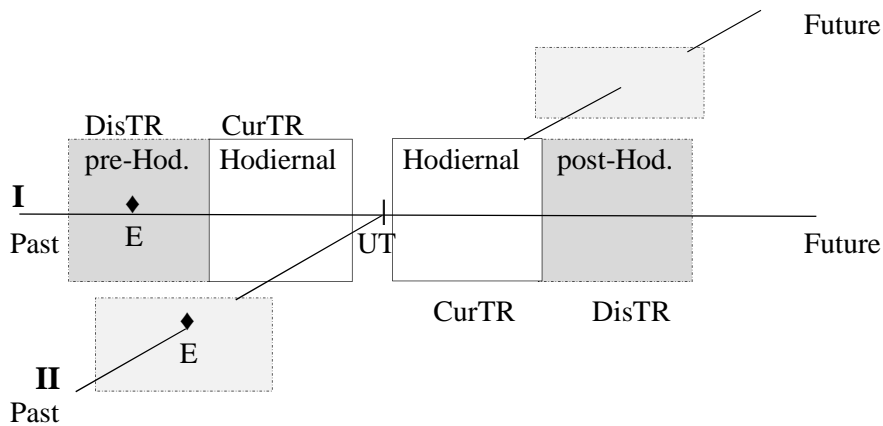 Future
DisTR CurTR
pre-Hod. Hodiernal Hodiernal post-Hod.
I
E
Past UT Future
CurTR DisTR
E
II
Past